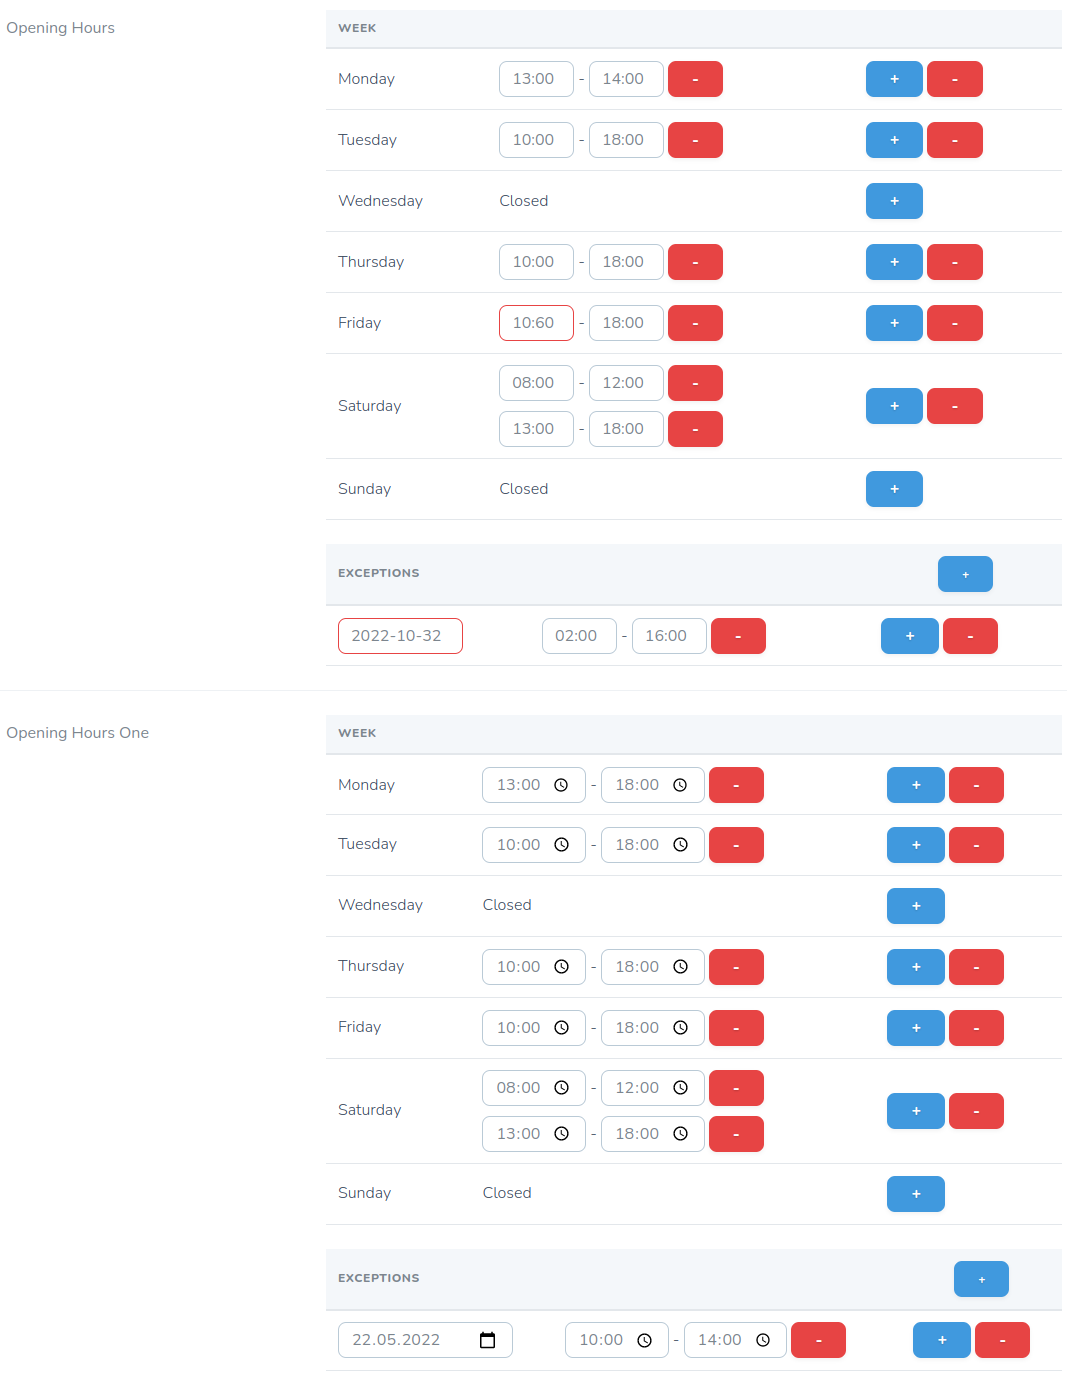 Opening Hours
WEEK
Monday 13:00 - 14:00 - + -
Tuesday 10:00 - 18:00 - + -
Wednesday Closed +
Thursday 10:00 - 18:00 - + -
Friday 10:60 - 18:00 - + -
08:00 - 12:00 -
Saturday + -
13:00 - 18:00 -
Sunday Closed +
EXCEPTIONS +
2022-10-32 02:00 - 16:00 - + -
Opening Hours One
WEEK
Monday 13:00 - 18:00 - + -
Tuesday 10:00 - 18:00 - + -
Wednesday Closed +
Thursday 10:00 - 18:00 - + -
Friday 10:00 - 18:00 - + -
08:00 - 12:00 -
Saturday + -
13:00 - 18:00 -
Sunday Closed +
EXCEPTIONS +
22.05.2022 10:00 - 14:00 - + -